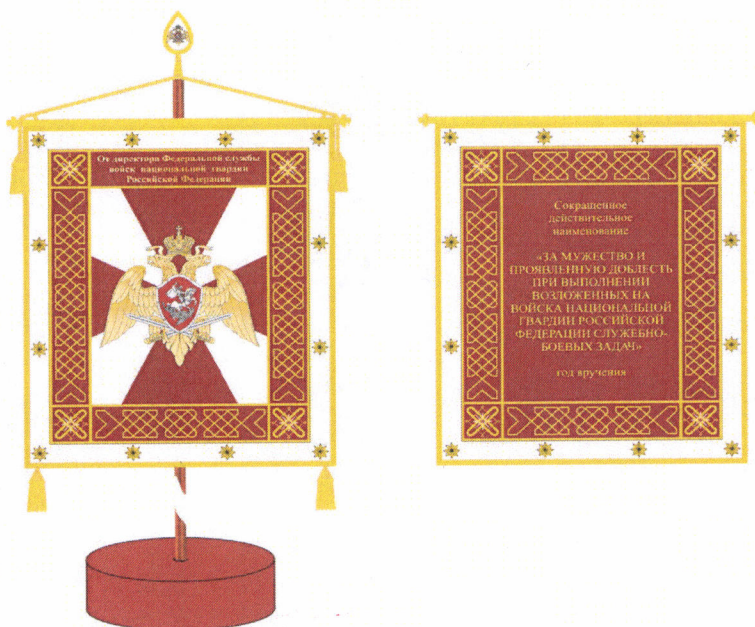 От директора Федеральной службы
войск национальной гвардии
Российской Федерации
Сокращенное
действительное
наименование
«ЗА МУЖЕСТВО И
ПРОЯВЛЕННУЮ ДОБЛЕСТЬ
ПРИ ВЫПОЛНЕНИИ
ВОЗЛОЖЕННЫХ НА
ВОЙСКА НАЦИОНАЛЬНОЙ
ГВАРДИИ РОССИЙСКОЙ
ФЕДЕРАЦИИ СЛУЖЕБНО-
БОЕВЫХ ЗАДАЧ»
год вручения